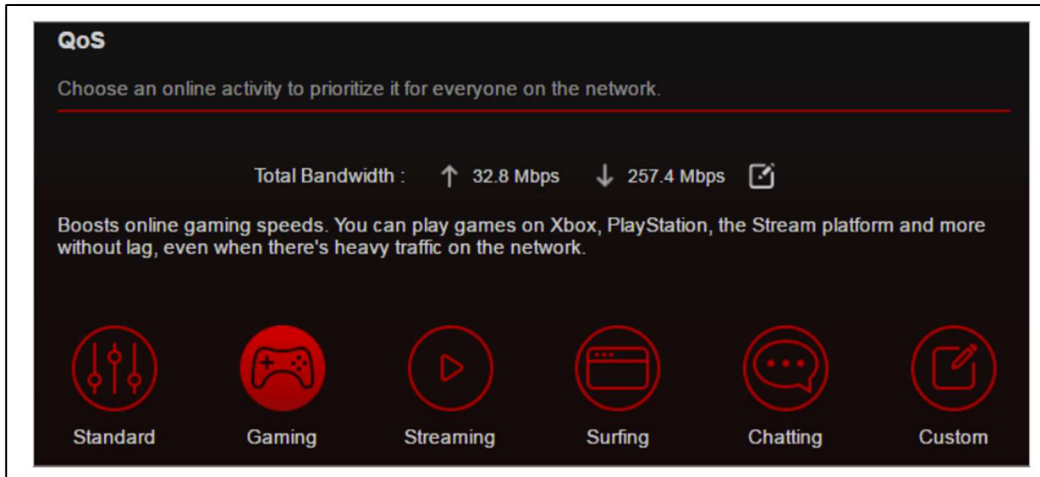 QoS
Choose an online activity to prioritize it for everyone on the network.
Total Bandwidth : ↑ 32.8 Mbps ↓ 257.4 Mbps
Boosts online gaming speeds. You can play games on Xbox, PlayStation, the Stream platform and more
without lag, even when there's heavy traffic on the network.
Standard Gaming Streaming Surfing Chatting Custom